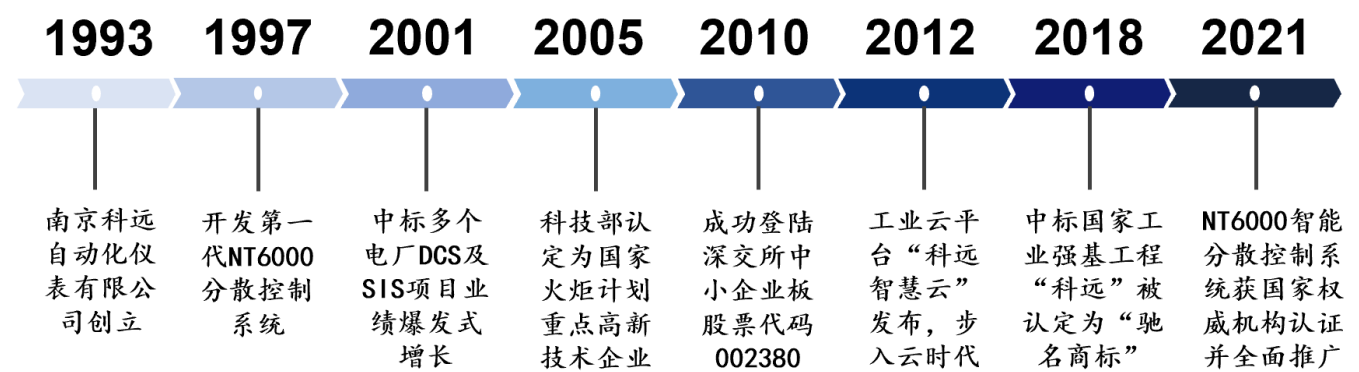 1993
1997
2001
2005
2010
2012
2018
2021
南京科远
自动化仪
表有限公
司创立
开发第一
代NT6000
分散控制
系统
中标多个
电厂DCS及
SIS项目业
绩爆发式
增长
科技部认
定为国家
火炬计划
重点高新
技术企业
成功登陆
深交所中
小企业板
股票代码
002380
工业云平
台“科远
智慧云”
发布，步
入云时代
中标国家工
业强基工程
“科远”被
认定为“驰
名商标”
NT6000智能
分散控制系
统获国家权
威机构认证
并全面推广